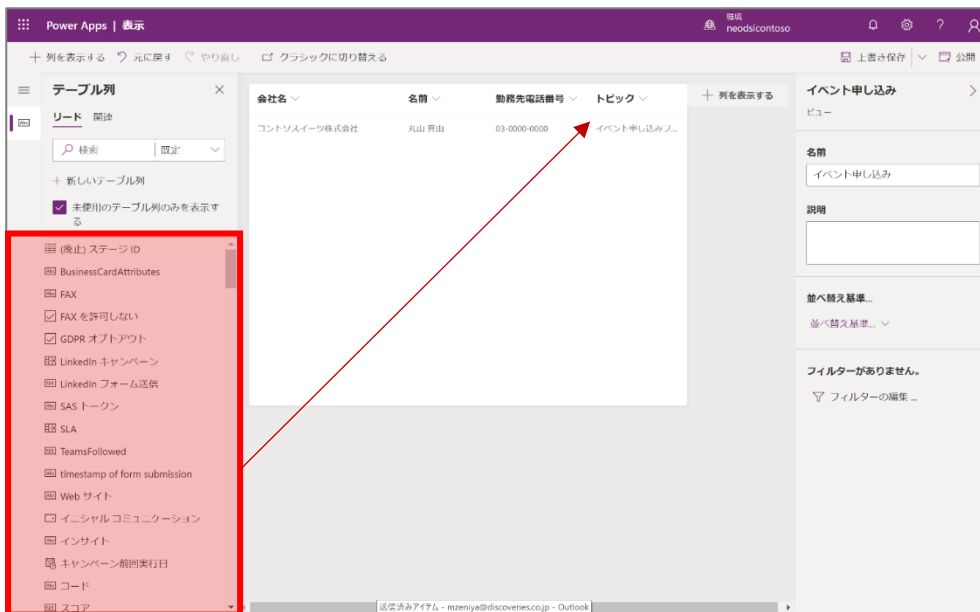 Power Apps | 表示
環境
neodsicontoso
列を表示する 元に戻す やり直し クラシックに切り替える
上書き保存 公開
テーブル列
リード 関連
検索 既定
新しいテーブル列
未使用のテーブル列のみを表示す
る
(廃止) ステージ ID
BusinessCardAttributes
FAX
FAX を許可しない
GDPR オプトアウト
LinkedIn キャンペーン
LinkedIn フォーム送信
SAS トークン
SLA
TeamsFollowed
timestamp of form submission
Web サイト
イニシャル コミュニケーション
インサイト
キャンペーン前回実行日
コード
スコア
会社名 名前 勤務先電話番号 トピック
コントソスイーツ株式会社 丸山 真由 03-0000-0000 イベント申し込みフ...
列を表示する
イベント申し込み
ビュー
名前
イベント申し込み
説明
並べ替え基準...
並べ替え基準...
フィルターがありません。
フィルターの編集 ...
送信済みアイテム - mzeniya@discoveries.co.jp - Outlook